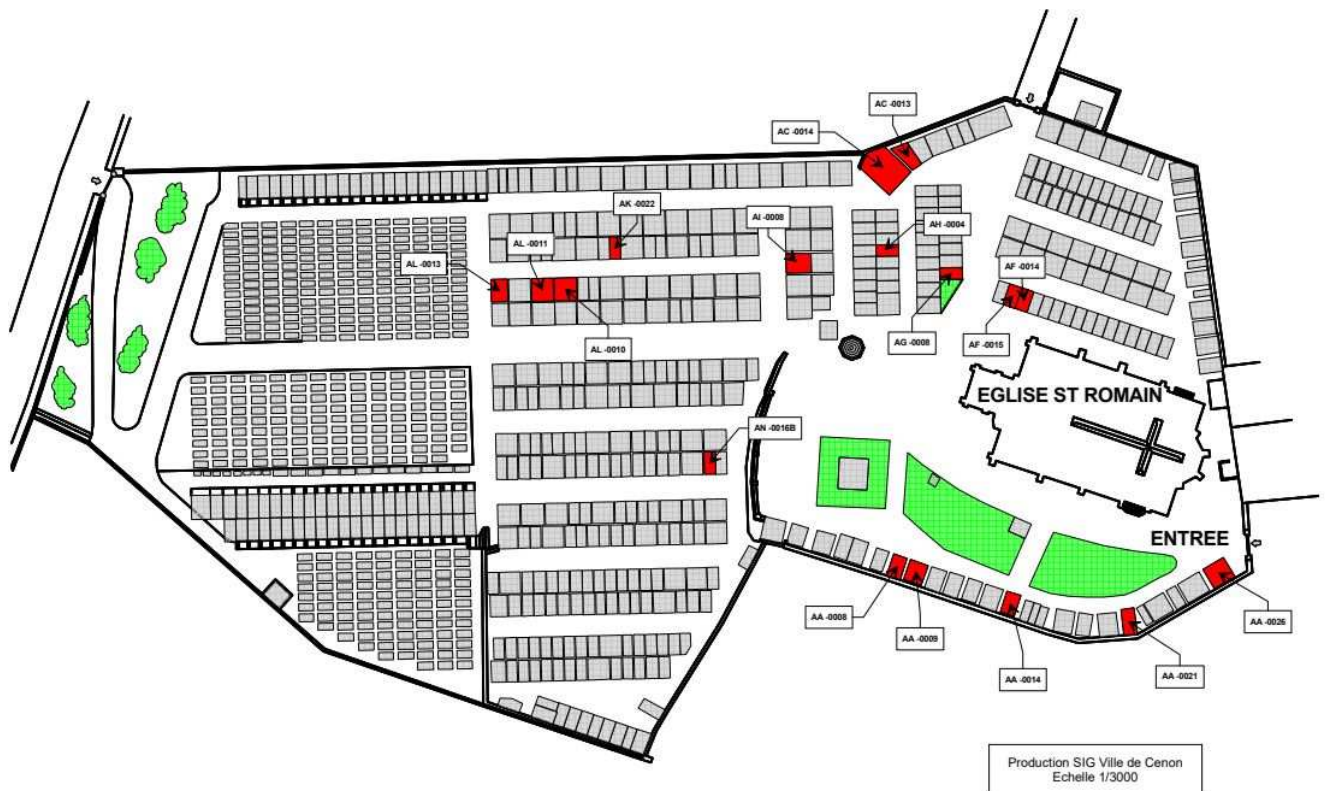 AC -0013
AC -0014
AK -0022
AI -0008
AH -0004
AL -0011
AL -0013
AF -0014
AL -0010
AG -0008
AF -0015
EGLISE ST ROMAIN
AN -0016B
ENTREE
AA -0008
AA -0009
AA -0026
AA -0014
AA -0021
Production SIG Ville de Cenon
Echelle 1/3000